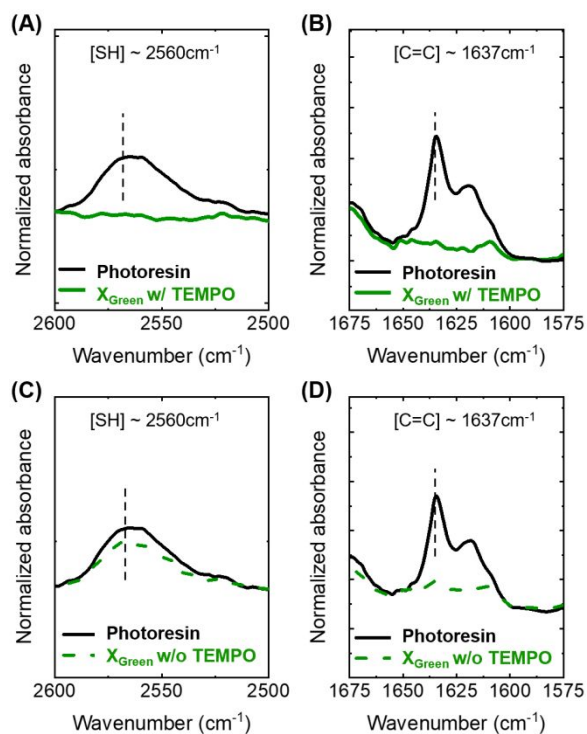 (A)
[SH] ~ 2560cm⁻¹
Normalized absorbance
Photoresin
X_Green w/ TEMPO
2600 2550 2500
Wavenumber (cm⁻¹)
(B)
[C=C] ~ 1637cm⁻¹
Normalized absorbance
Photoresin
X_Green w/ TEMPO
1675 1650 1625 1600 1575
Wavenumber (cm⁻¹)
(C)
[SH] ~ 2560cm⁻¹
Normalized absorbance
Photoresin
X_Green w/o TEMPO
2600 2550 2500
Wavenumber (cm⁻¹)
(D)
[C=C] ~ 1637cm⁻¹
Normalized absorbance
Photoresin
X_Green w/o TEMPO
1675 1650 1625 1600 1575
Wavenumber (cm⁻¹)